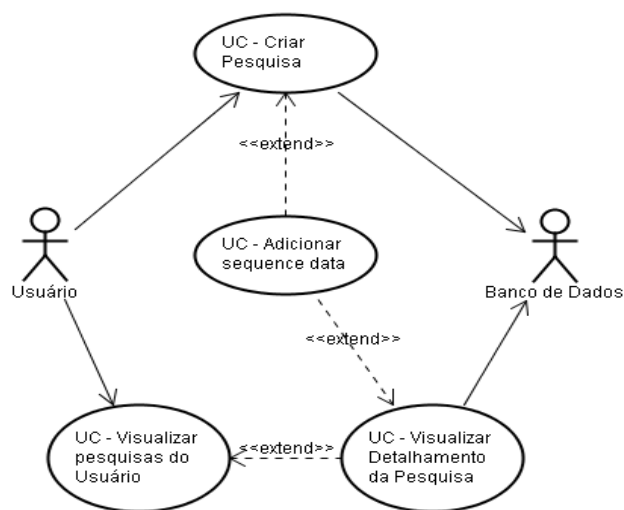 UC - Criar
Pesquisa
<<extend>>
UC - Adicionar
sequence data
Usuário
Banco de Dados
<<extend>>
UC - Visualizar
pesquisas do
Usuário
<<extend>>
UC - Visualizar
Detalhamento
da Pesquisa